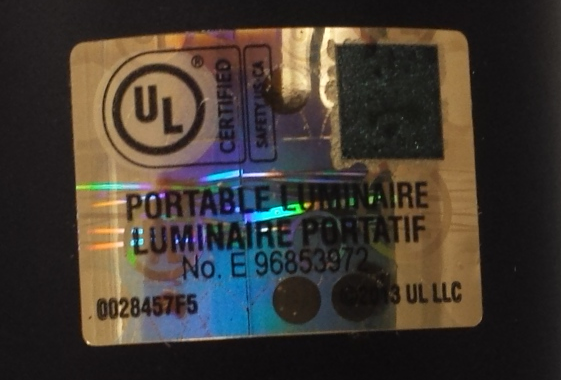 UL ®
CERTIFIED
SAFETY US-CA
PORTABLE LUMINAIRE
LUMINAIRE PORTATIF
No. E 96853972
0028457F5
©2013 UL LLC